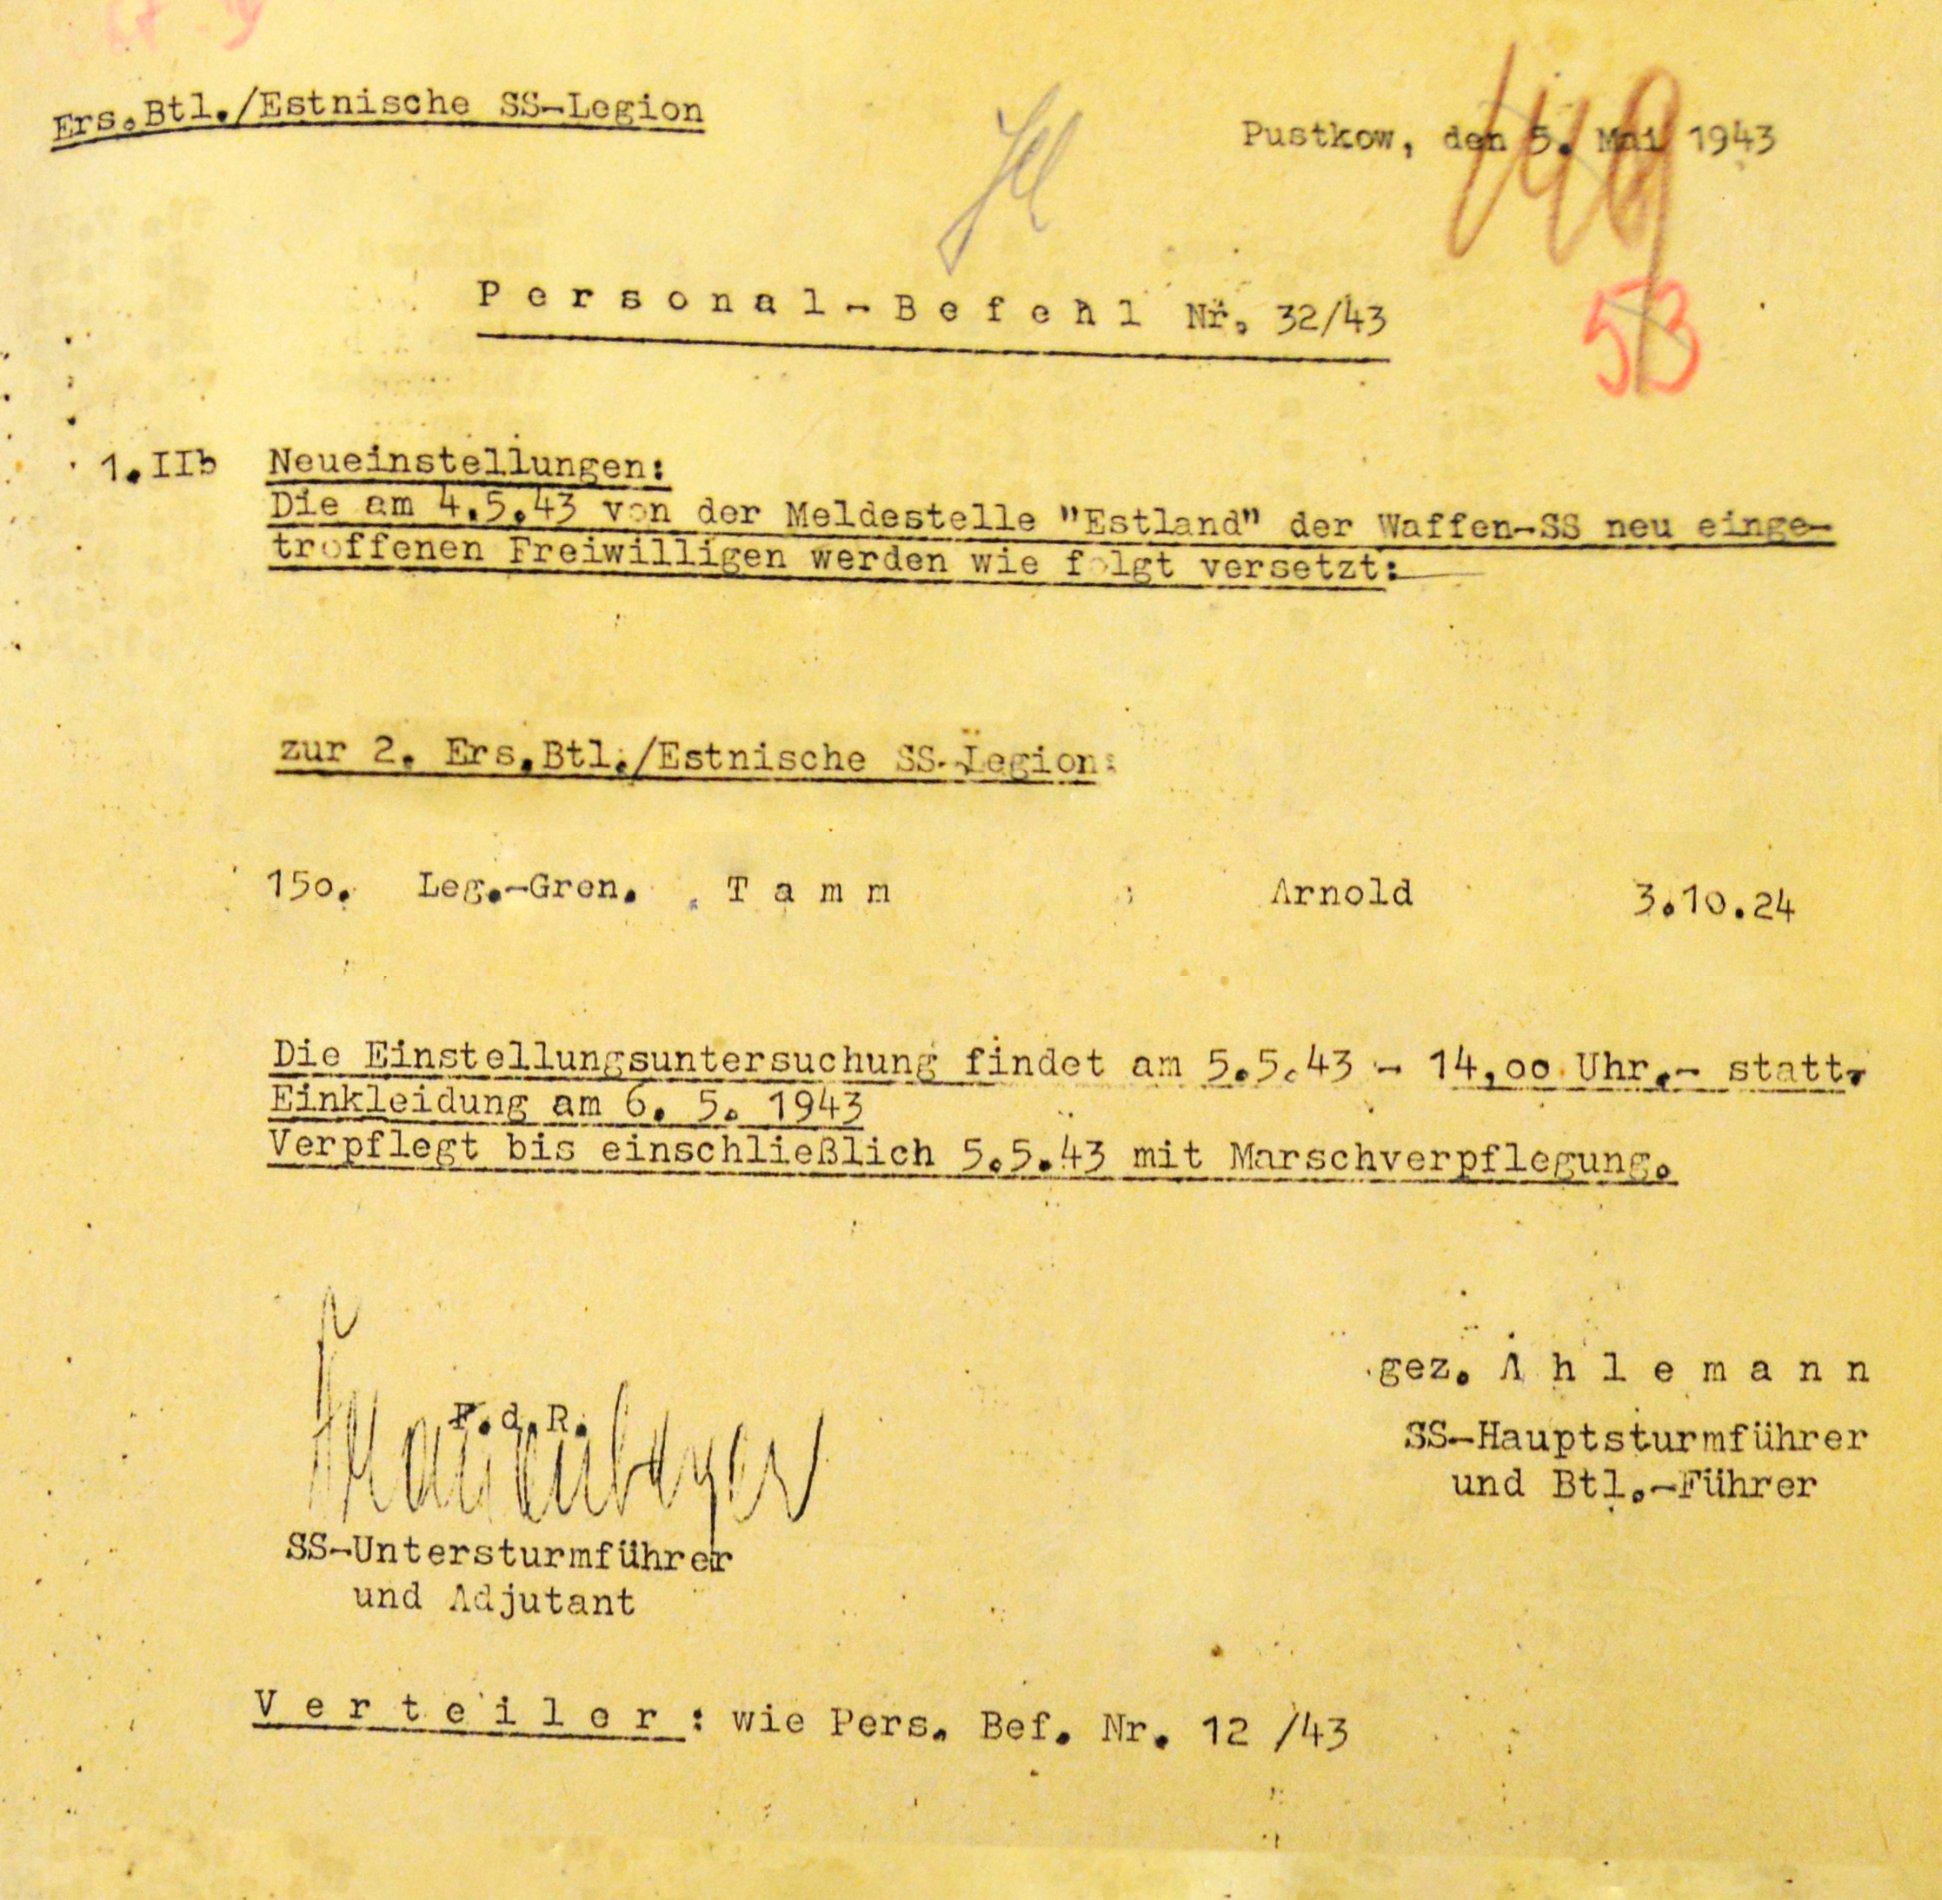 Ers.Btl./Estnische SS-Legion
Pustkow, den 5. Mai 1943
149
53
Personal-Befehl Nr. 32/43
1.IIb Neueinstellungen:
Die am 4.5.43 von der Meldestelle "Estland" der Waffen-SS neu einge-
troffenen Freiwilligen werden wie folgt versetzt:
zur 2. Ers.Btl./Estnische SS-Legion:
15o. Leg.-Gren. Tamm Arnold 3.10.24
Die Einstellungsuntersuchung findet am 5.5.43 - 14,oo Uhr.- statt.
Einkleidung am 6. 5. 1943
Verpflegt bis einschließlich 5.5.43 mit Marschverpflegung.
gez. Ahlemann
SS-Hauptsturmführer
und Btl.-Führer
F.d.R.
SS-Untersturmführer
und Adjutant
Verteiler: wie Pers. Bef. Nr. 12 /43